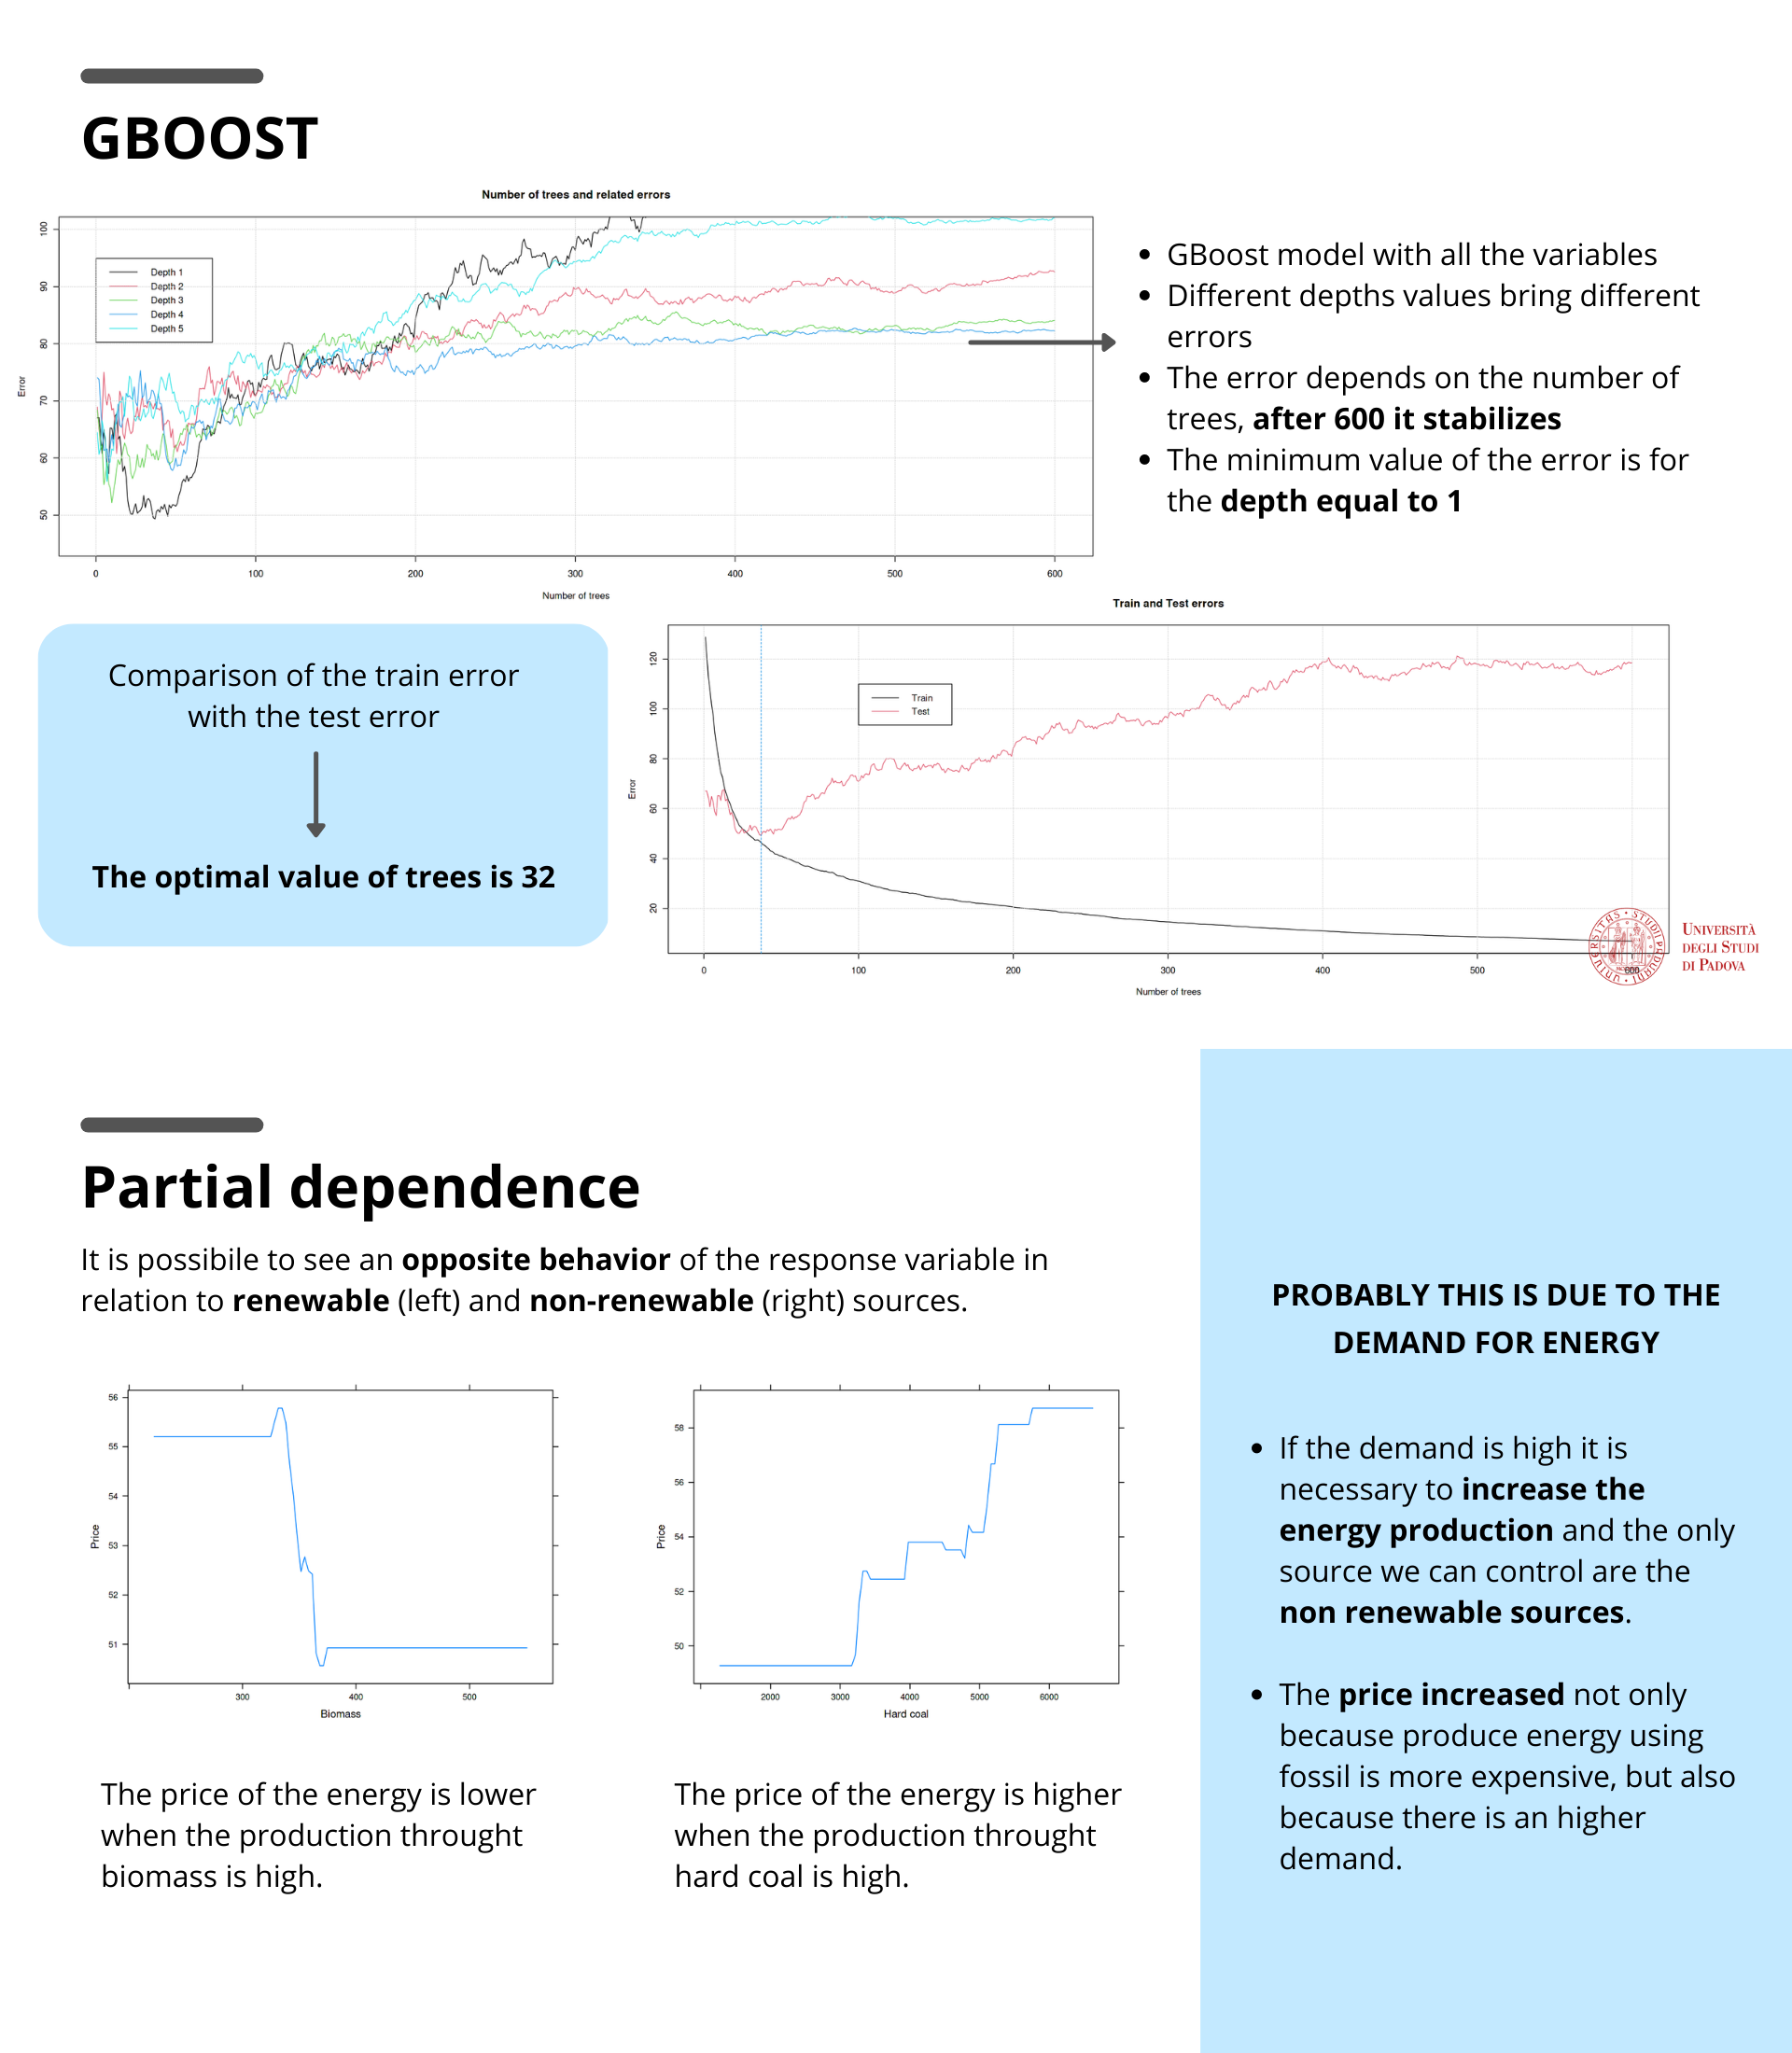 GBOOST
Number of trees and related errors
100
90
80
70
60
50
Error
Depth 1
Depth 2
Depth 3
Depth 4
Depth 5
0
100
200
300
400
500
600
Number of trees
• GBoost model with all the variables
• Different depths values bring different
errors
• The error depends on the number of
trees, after 600 it stabilizes
• The minimum value of the error is for
the depth equal to 1
Comparison of the train error
with the test error
The optimal value of trees is 32
Train and Test errors
120
100
80
60
40
20
Error
Train
Test
0
100
200
300
400
500
600
Number of trees
UNIVERSITÀ
DEGLI STUDI
DI PADOVA
Partial dependence
It is possibile to see an opposite behavior of the response variable in
relation to renewable (left) and non-renewable (right) sources.
56
55
54
53
52
51
Price
300
400
500
Biomass
58
56
54
52
50
Price
2000
3000
4000
5000
6000
Hard coal
The price of the energy is lower
when the production throught
biomass is high.
The price of the energy is higher
when the production throught
hard coal is high.
PROBABLY THIS IS DUE TO THE
DEMAND FOR ENERGY
• If the demand is high it is
necessary to increase the
energy production and the only
source we can control are the
non renewable sources.
• The price increased not only
because produce energy using
fossil is more expensive, but also
because there is an higher
demand.